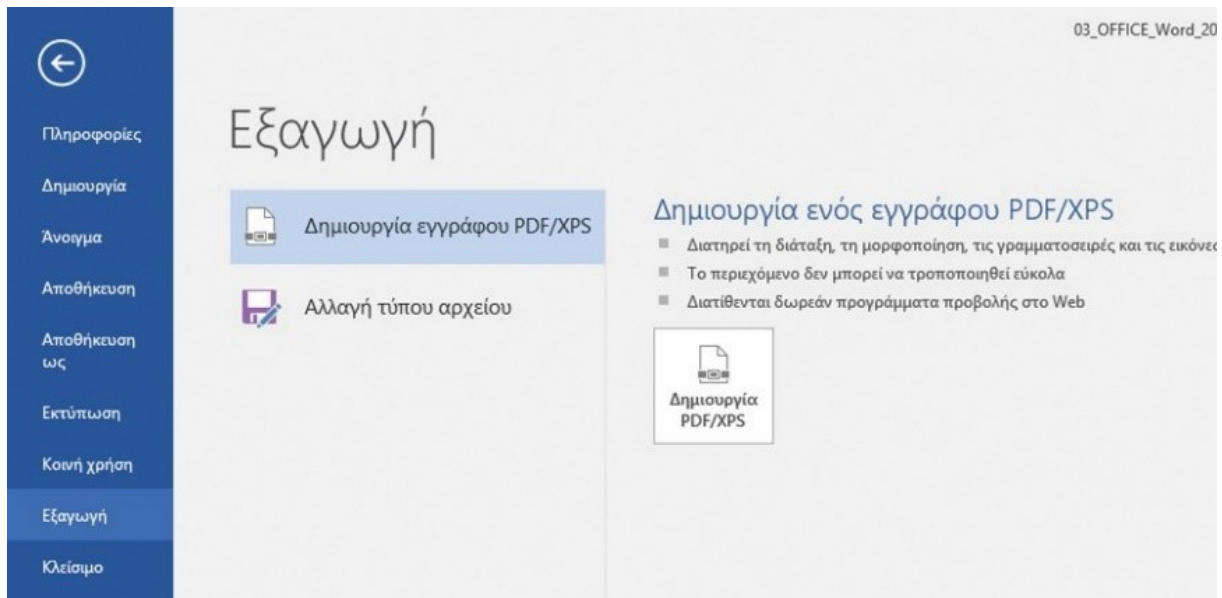 03_OFFICE_Word_20
Πληροφορίες
Δημιουργία
Άνοιγμα
Αποθήκευση
Αποθήκευση
ως
Εκτύπωση
Κοινή χρήση
Εξαγωγή
Κλείσιμο
Εξαγωγή
Δημιουργία εγγράφου PDF/XPS
Αλλαγή τύπου αρχείου
Δημιουργία ενός εγγράφου PDF/XPS
Διατηρεί τη διάταξη, τη μορφοποίηση, τις γραμματοσειρές και τις εικόνες
Το περιεχόμενο δεν μπορεί να τροποποιηθεί εύκολα
Διατίθενται δωρεάν προγράμματα προβολής στο Web
Δημιουργία
PDF/XPS